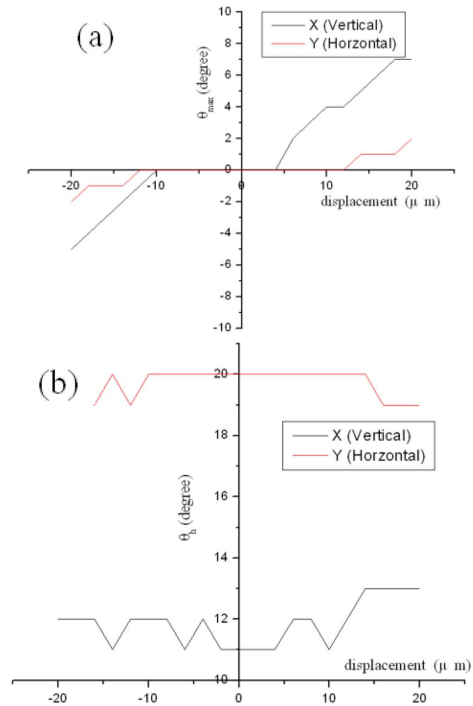 (a)
X (Vertical)
Y (Horzontal)
θmax (degree)
10
8
6
4
2
0
-2
-4
-6
-8
-10
-20
-10
0
10
20
displacement (μ m)
(b)
X (Vertical)
Y (Horzontal)
θh (degree)
20
18
16
14
12
10
displacement (μ m)
-20
-10
0
10
20